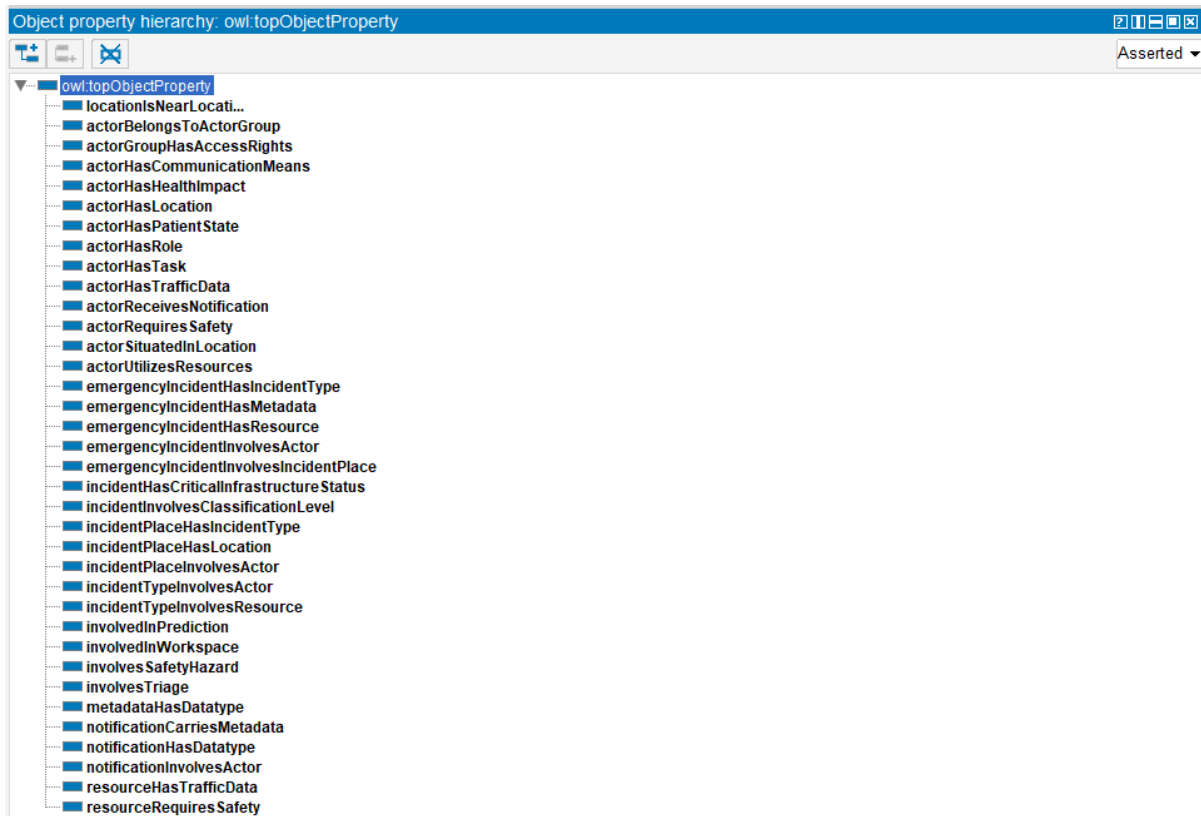 Object property hierarchy: owl:topObjectProperty
Asserted
owl:topObjectProperty
locationIsNearLocati...
actorBelongsToActorGroup
actorGroupHasAccessRights
actorHasCommunicationMeans
actorHasHealthImpact
actorHasLocation
actorHasPatientState
actorHasRole
actorHasTask
actorHasTrafficData
actorReceivesNotification
actorRequiresSafety
actorSituatedInLocation
actorUtilizesResources
emergencyIncidentHasIncidentType
emergencyIncidentHasMetadata
emergencyIncidentHasResource
emergencyIncidentInvolvesActor
emergencyIncidentInvolvesIncidentPlace
incidentHasCriticalInfrastructureStatus
incidentInvolvesClassificationLevel
incidentPlaceHasIncidentType
incidentPlaceHasLocation
incidentPlaceInvolvesActor
incidentTypeInvolvesActor
incidentTypeInvolvesResource
involvedInPrediction
involvedInWorkspace
involvesSafetyHazard
involvesTriage
metadataHasDatatype
notificationCarriesMetadata
notificationHasDatatype
notificationInvolvesActor
resourceHasTrafficData
resourceRequiresSafety